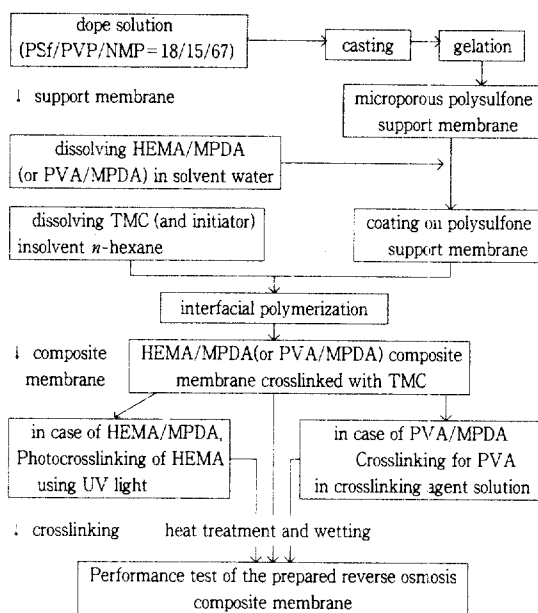 dope solution
(PSf/PVP/NMP=18/15/67)
casting
gelation
↓ support membrane
microporous polysulfone
support membrane
dissolving HEMA/MPDA
(or PVA/MPDA) in solvent water
dissolving TMC (and initiator)
insolvent n-hexane
coating on polysulfone
support membrane
interfacial polymerization
↓ composite
membrane
HEMA/MPDA(or PVA/MPDA) composite
membrane crosslinked with TMC
in case of HEMA/MPDA,
Photocrosslinking of HEMA
using UV light
in case of PVA/MPDA
Crosslinking for PVA
in crosslinking agent solution
↓ crosslinking
heat treatment and wetting
Performance test of the prepared reverse osmosis
composite membrane